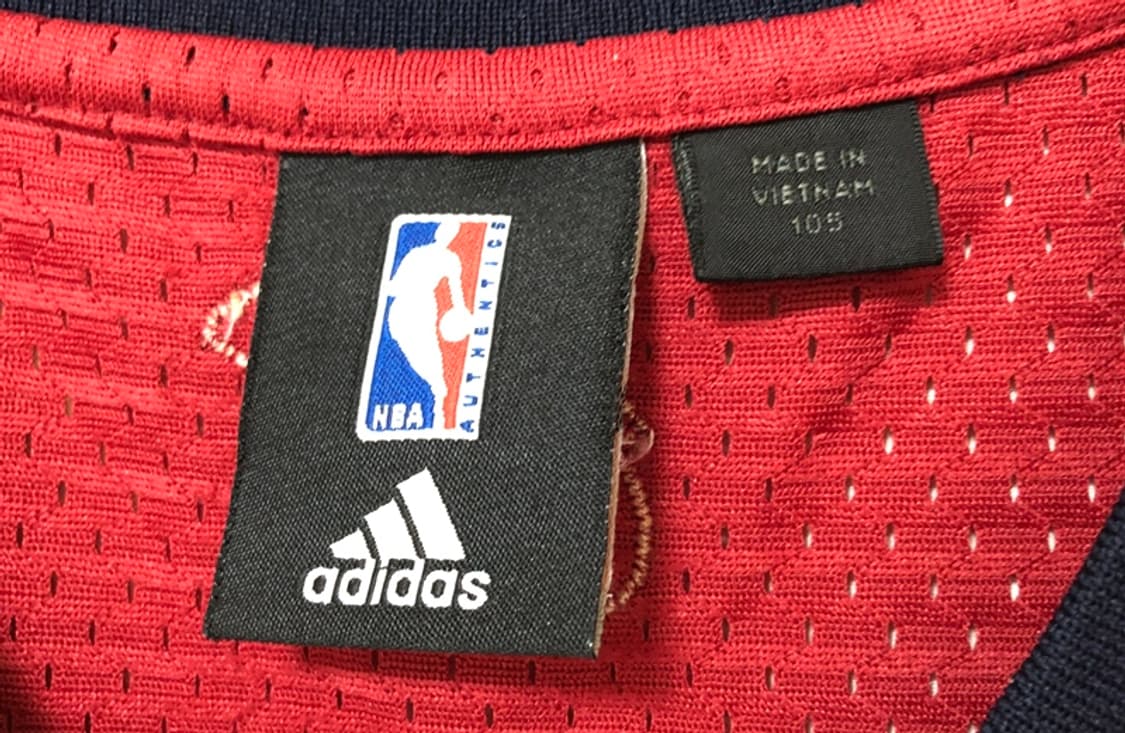 NBA
AUTHENTICS
adidas
MADE IN
VIETNAM
105